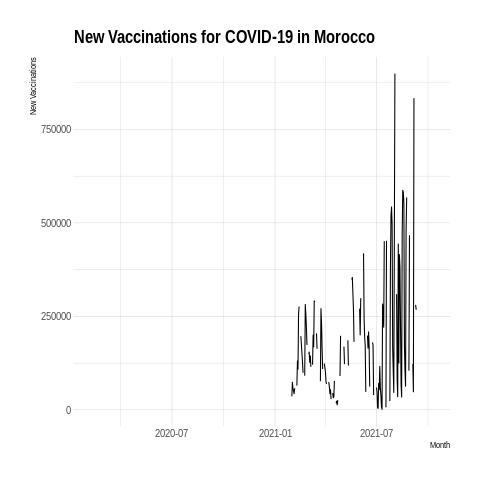 New Vaccinations for COVID-19 in Morocco
New Vaccinations
750000
500000
250000
0
2020-07
2021-01
2021-07
Month